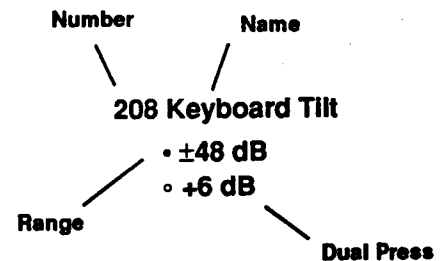 Number
Name
208 Keyboard Tilt
• ±48 dB
○ +6 dB
Range
Dual Press